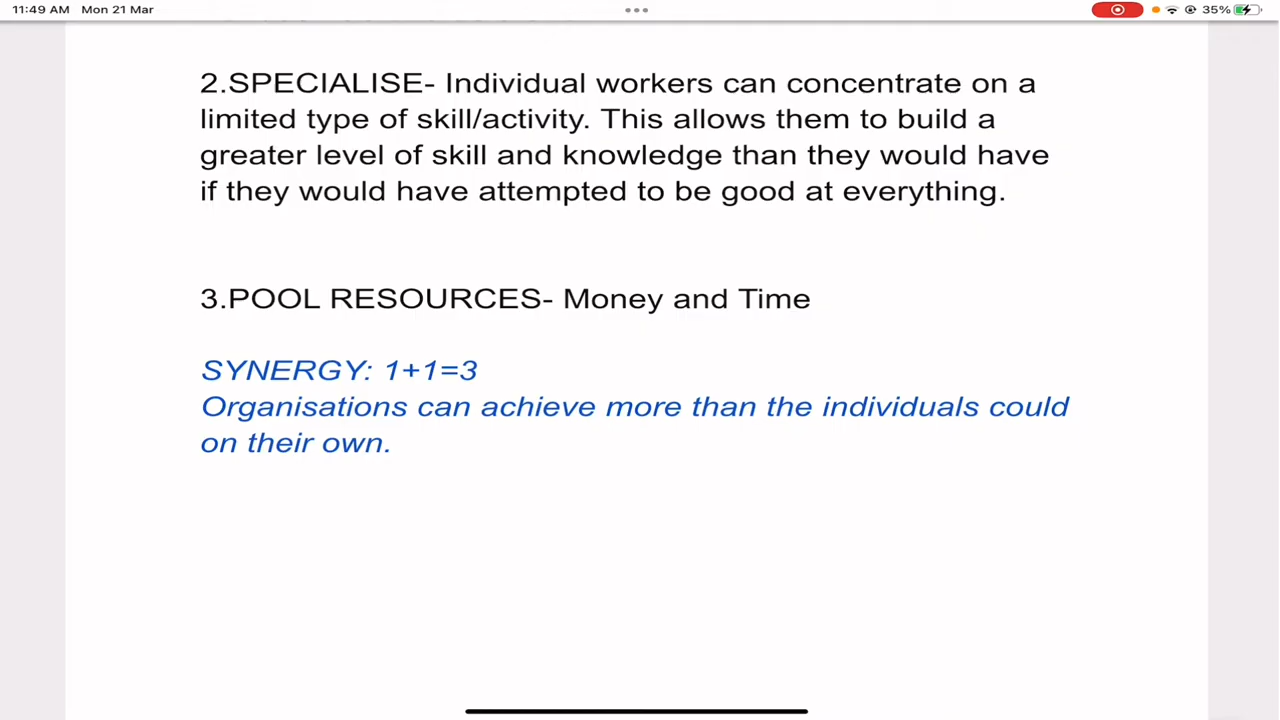 11:49 AM Mon 21 Mar 35%
2.SPECIALISE- Individual workers can concentrate on a
limited type of skill/activity. This allows them to build a
greater level of skill and knowledge than they would have
if they would have attempted to be good at everything.
3.POOL RESOURCES- Money and Time
SYNERGY: 1+1=3
Organisations can achieve more than the individuals could
on their own.